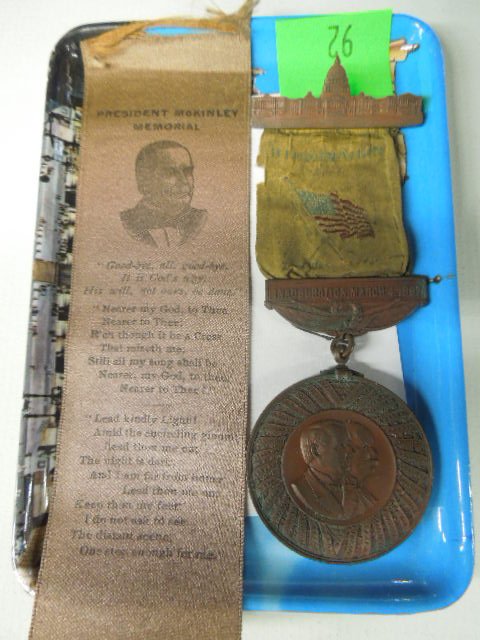 PRESIDENT McKINLEY
MEMORIAL
"Good-bye, all, good-bye.
It is God's way.
His will, not ours, be done."
"Nearer my God, to Thee
Nearer to Thee;
E'en though it be a Cross
That raiseth me;
Still all my song shall be
Nearer, my God, to thee,
Nearer to Thee!"
"Lead kindly Light!
Amid the encircling gloom
Lead thou me on;
The night is dark,
And I am far from home
Lead thou me on,
Keep thou my feet
I do not ask to see
The distant scene,
One step enough for me."
26
INAUGURATION MARCH 4